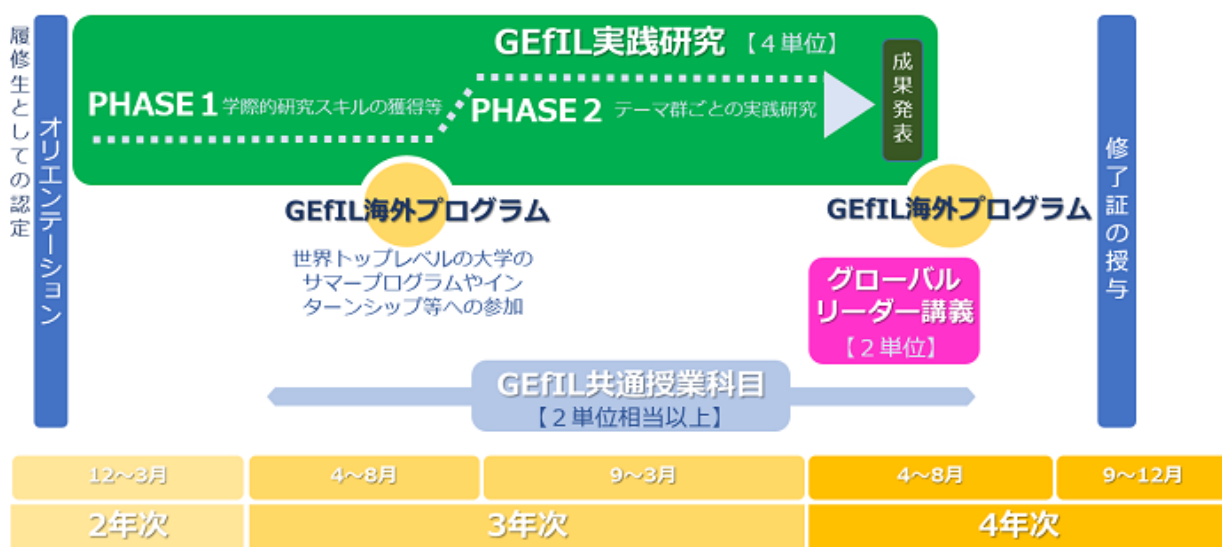 履修生としての認定
オリエンテーション
GEfIL実践研究 【４単位】
PHASE１ 学際的研究スキルの獲得等
PHASE２ テーマ群ごとの実践研究
成果発表
GEfIL海外プログラム
世界トップレベルの大学の
サマープログラムやイン
ターンシップ等への参加
GEfIL海外プログラム
グローバル
リーダー講義
【２単位】
修了証の授与
GEfIL共通授業科目
【２単位相当以上】
12～3月 4～8月 9～3月 4～8月 9～12月
2年次 3年次 4年次